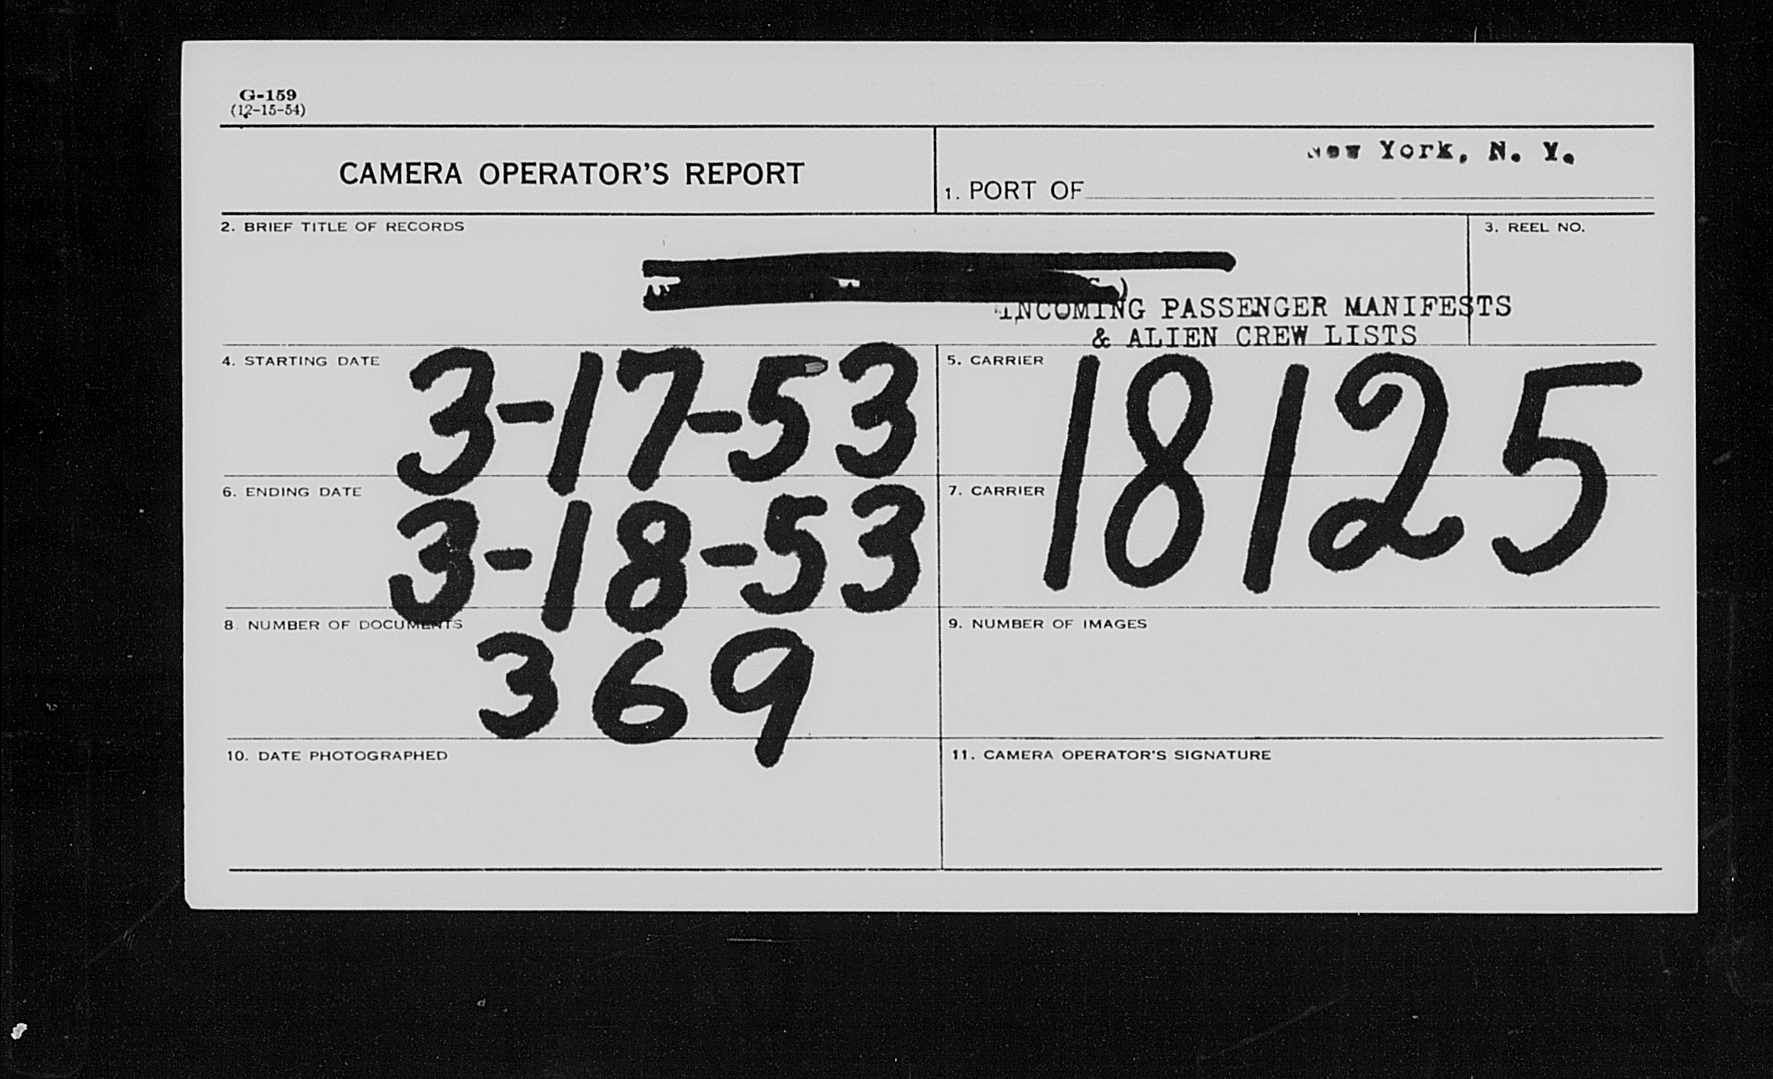 G-159
(12-15-54)
CAMERA OPERATOR'S REPORT
1. PORT OF New York, N. Y.
2. BRIEF TITLE OF RECORDS
3. REEL NO.
INCOMING PASSENGER MANIFESTS
& ALIEN CREW LISTS
4. STARTING DATE 3-17-53
5. CARRIER
18125
6. ENDING DATE 3-18-53
7. CARRIER
8 NUMBER OF DOCUMENTS
369
9. NUMBER OF IMAGES
10. DATE PHOTOGRAPHED
11. CAMERA OPERATOR'S SIGNATURE